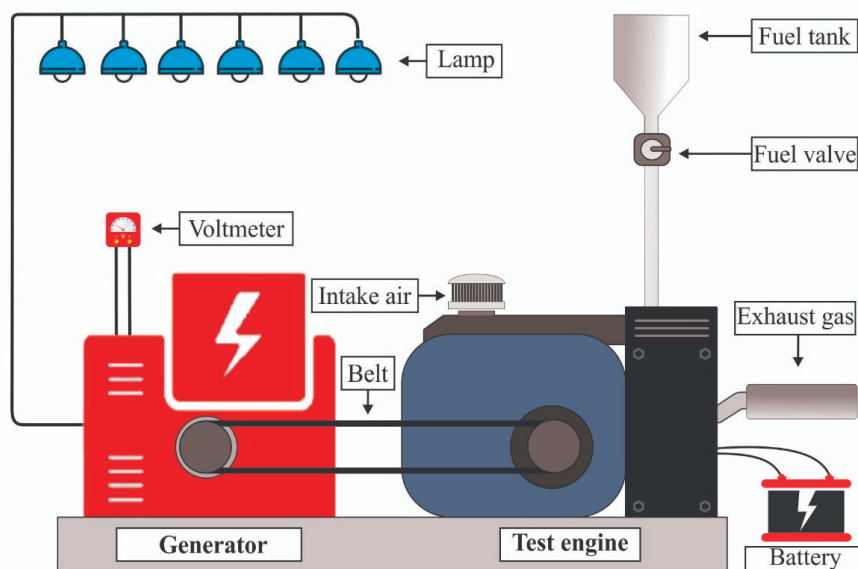 Fuel tank
Lamp
Fuel valve
Voltmeter
Intake air
Exhaust gas
Belt
Generator
Test engine
Battery